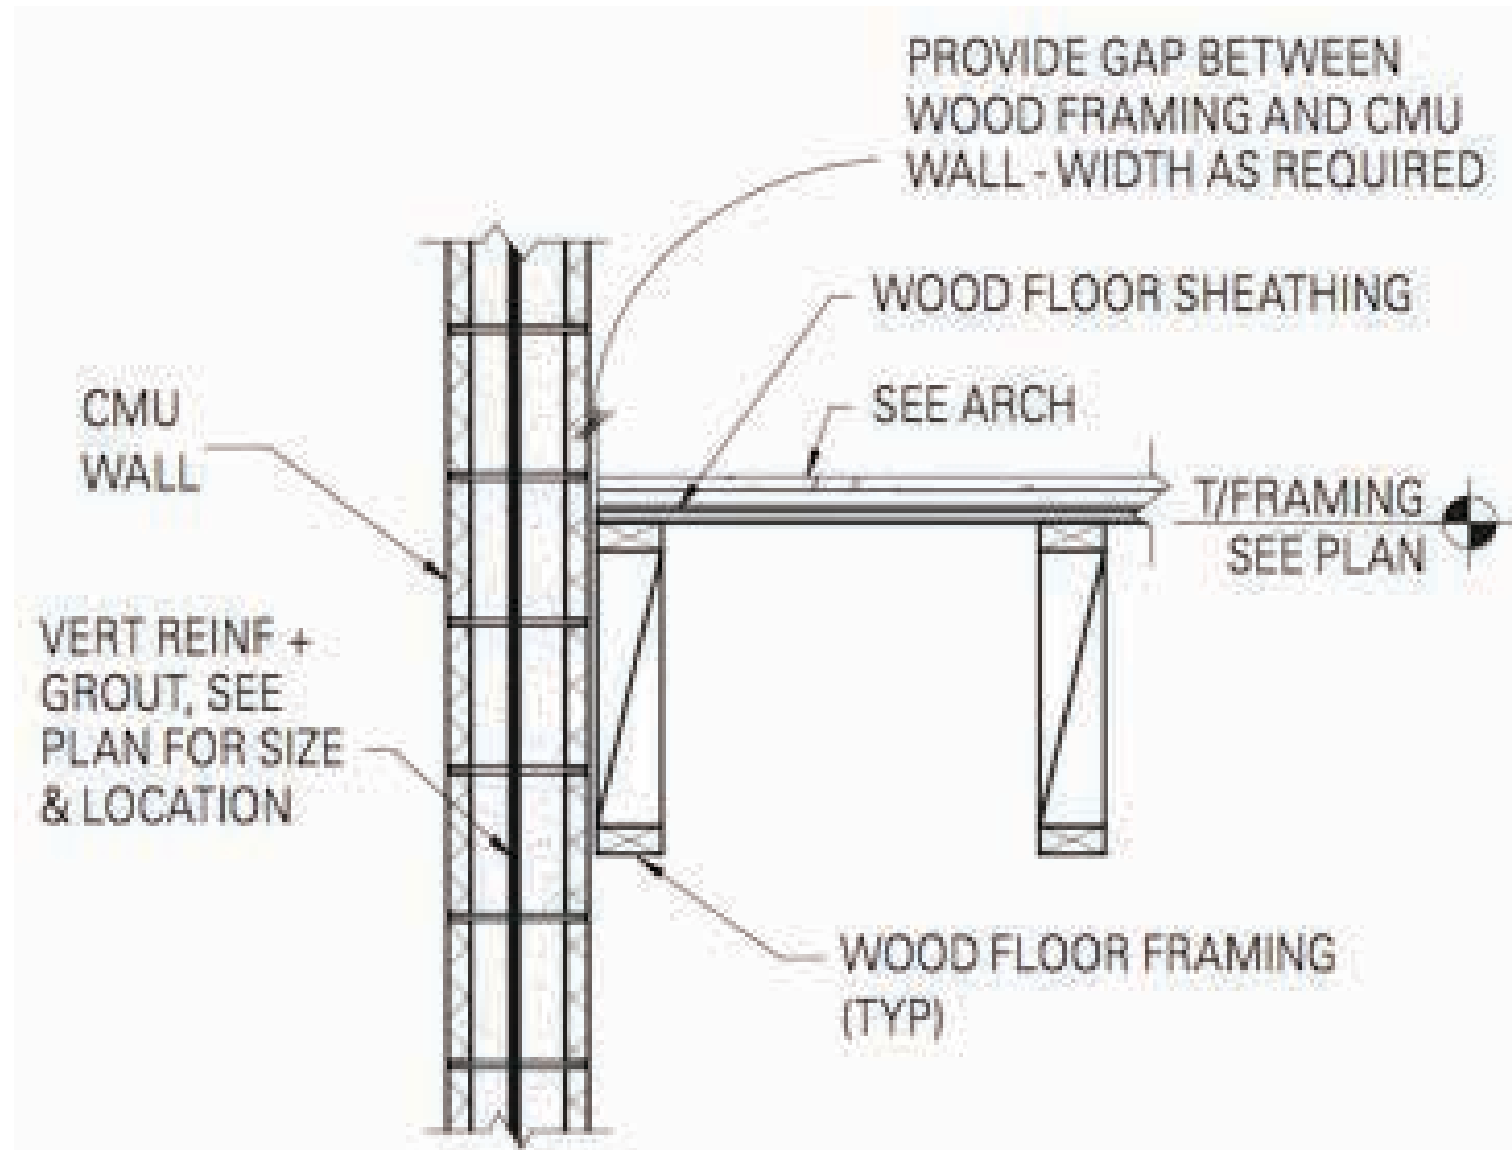 PROVIDE GAP BETWEEN
WOOD FRAMING AND CMU
WALL - WIDTH AS REQUIRED
WOOD FLOOR SHEATHING
SEE ARCH
CMU
WALL
T/FRAMING
SEE PLAN
VERT REINF +
GROUT, SEE
PLAN FOR SIZE
& LOCATION
WOOD FLOOR FRAMING
(TYP)